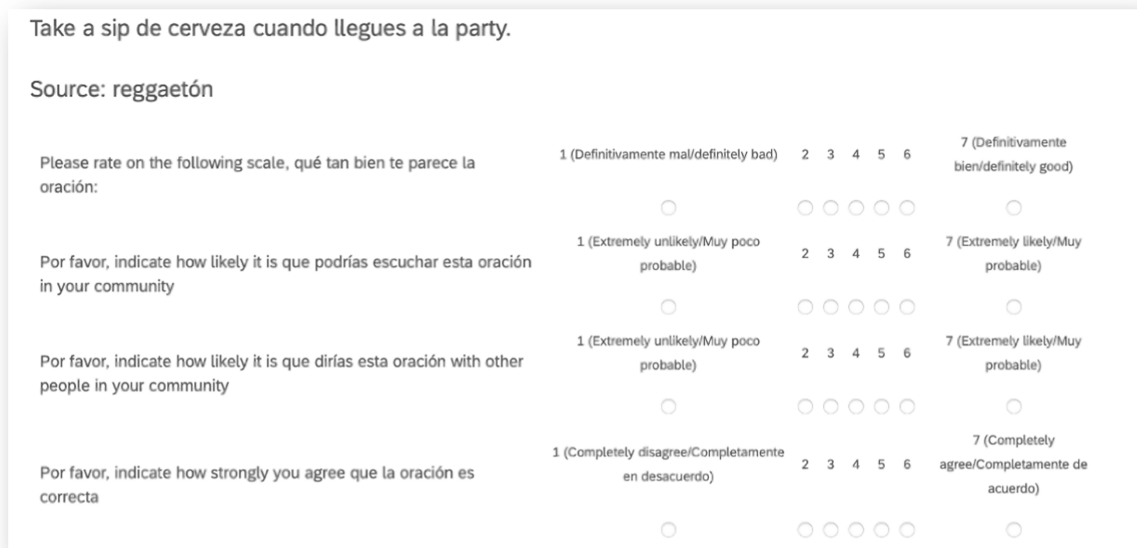 Take a sip de cerveza cuando llegues a la party.
Source: reggaetón
Please rate on the following scale, qué tan bien te parece la
oración:
1 (Definitivamente mal/definitely bad) 2 3 4 5 6 7 (Definitivamente
bien/definitely good)
Por favor, indicate how likely it is que podrías escuchar esta oración
in your community
1 (Extremely unlikely/Muy poco
probable)
2 3 4 5 6
7 (Extremely likely/Muy
probable)
Por favor, indicate how likely it is que dirías esta oración with other
people in your community
1 (Extremely unlikely/Muy poco
probable)
2 3 4 5 6
7 (Extremely likely/Muy
probable)
Por favor, indicate how strongly you agree que la oración es
correcta
1 (Completely disagree/Completamente
en desacuerdo)
2 3 4 5 6
7 (Completely
agree/Completamente de
acuerdo)